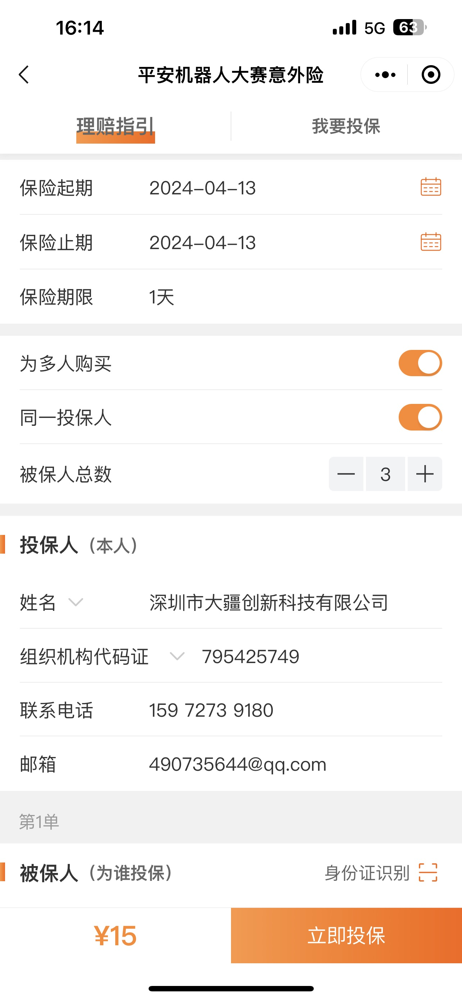 16:14
5G 63
平安机器人大赛意外险
理赔指引 我要投保
保险起期 2024-04-13
保险止期 2024-04-13
保险期限 1天
为多人购买
同一投保人
被保人总数 3
投保人（本人）
姓名 深圳市大疆创新科技有限公司
组织机构代码证 795425749
联系电话 159 7273 9180
邮箱 490735644@qq.com
第1单
被保人（为谁投保） 身份证识别
¥15 立即投保